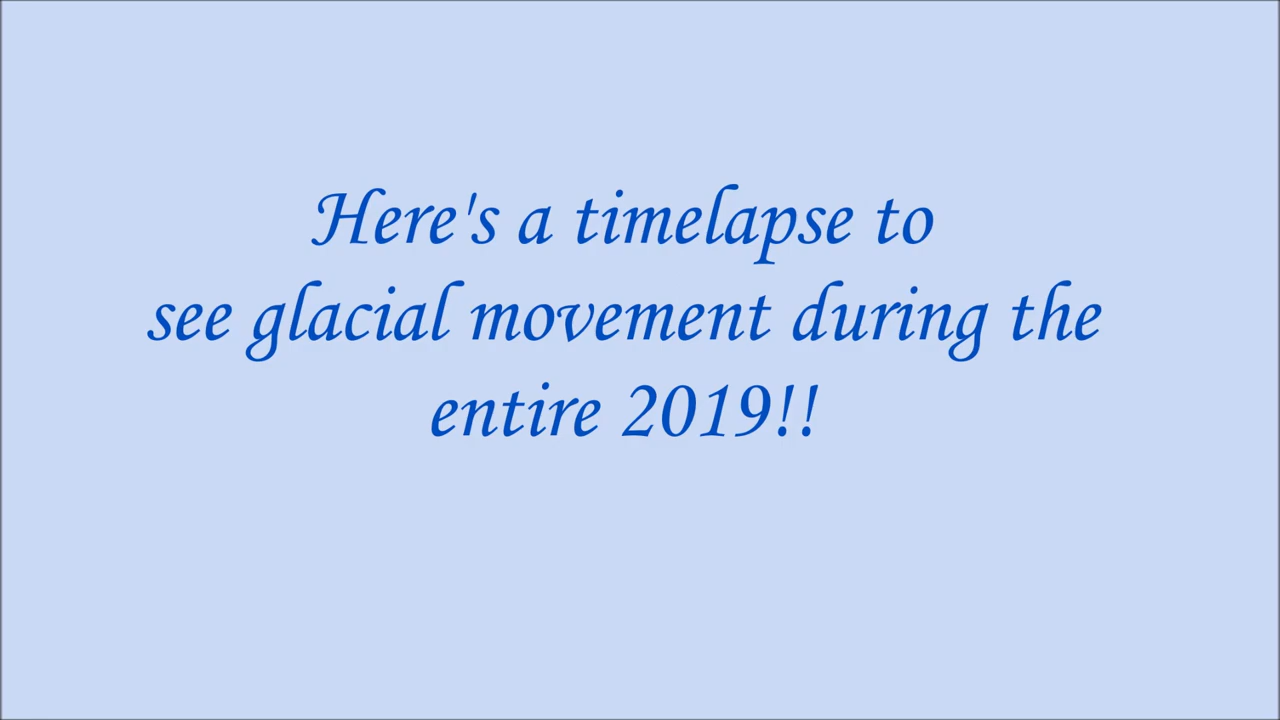 Here's a timelapse to
see glacial movement during the
entire 2019!!